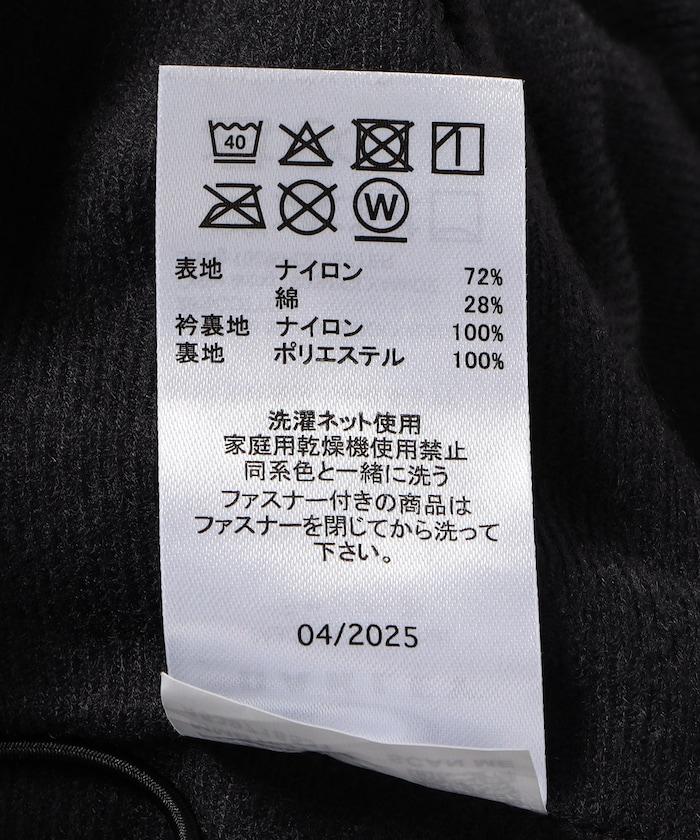 40
W
表地 ナイロン 72%
綿 28%
衿裏地 ナイロン 100%
裏地 ポリエステル 100%
洗濯ネット使用
家庭用乾燥機使用禁止
同系色と一緒に洗う
ファスナー付きの商品は
ファスナーを閉じてから洗って
下さい。
04/2025
SCAN ME